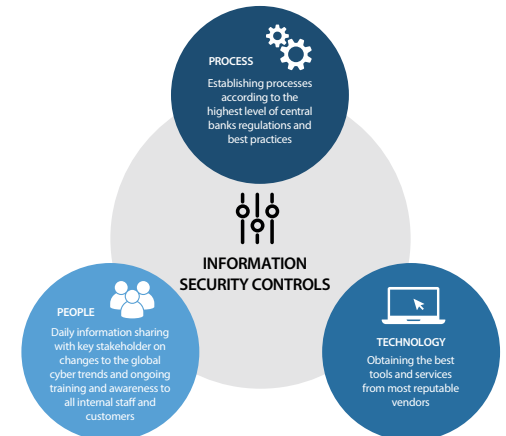 PROCESS
Establishing processes
according to the
highest level of central
banks regulations and
best practices
INFORMATION
SECURITY CONTROLS
PEOPLE
Daily information sharing
with key stakeholder on
changes to the global
cyber trends and ongoing
training and awareness to
all internal staff and
customers
TECHNOLOGY
Obtaining the best
tools and services
from most reputable
vendors